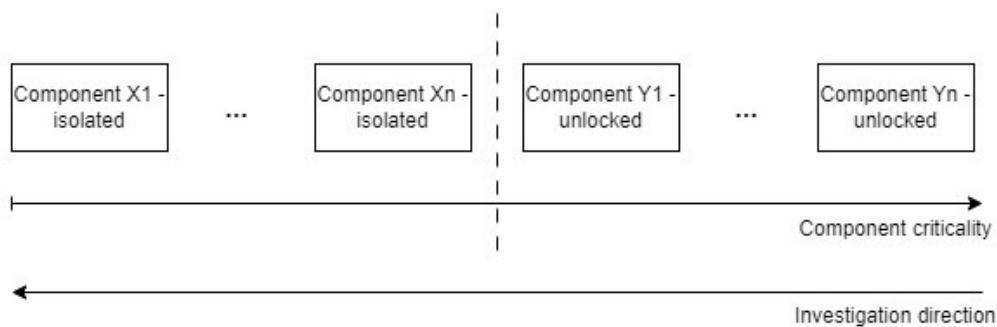 Component X1 -
isolated
...
Component Xn -
isolated
Component Y1 -
unlocked
...
Component Yn -
unlocked
Component criticality
Investigation direction